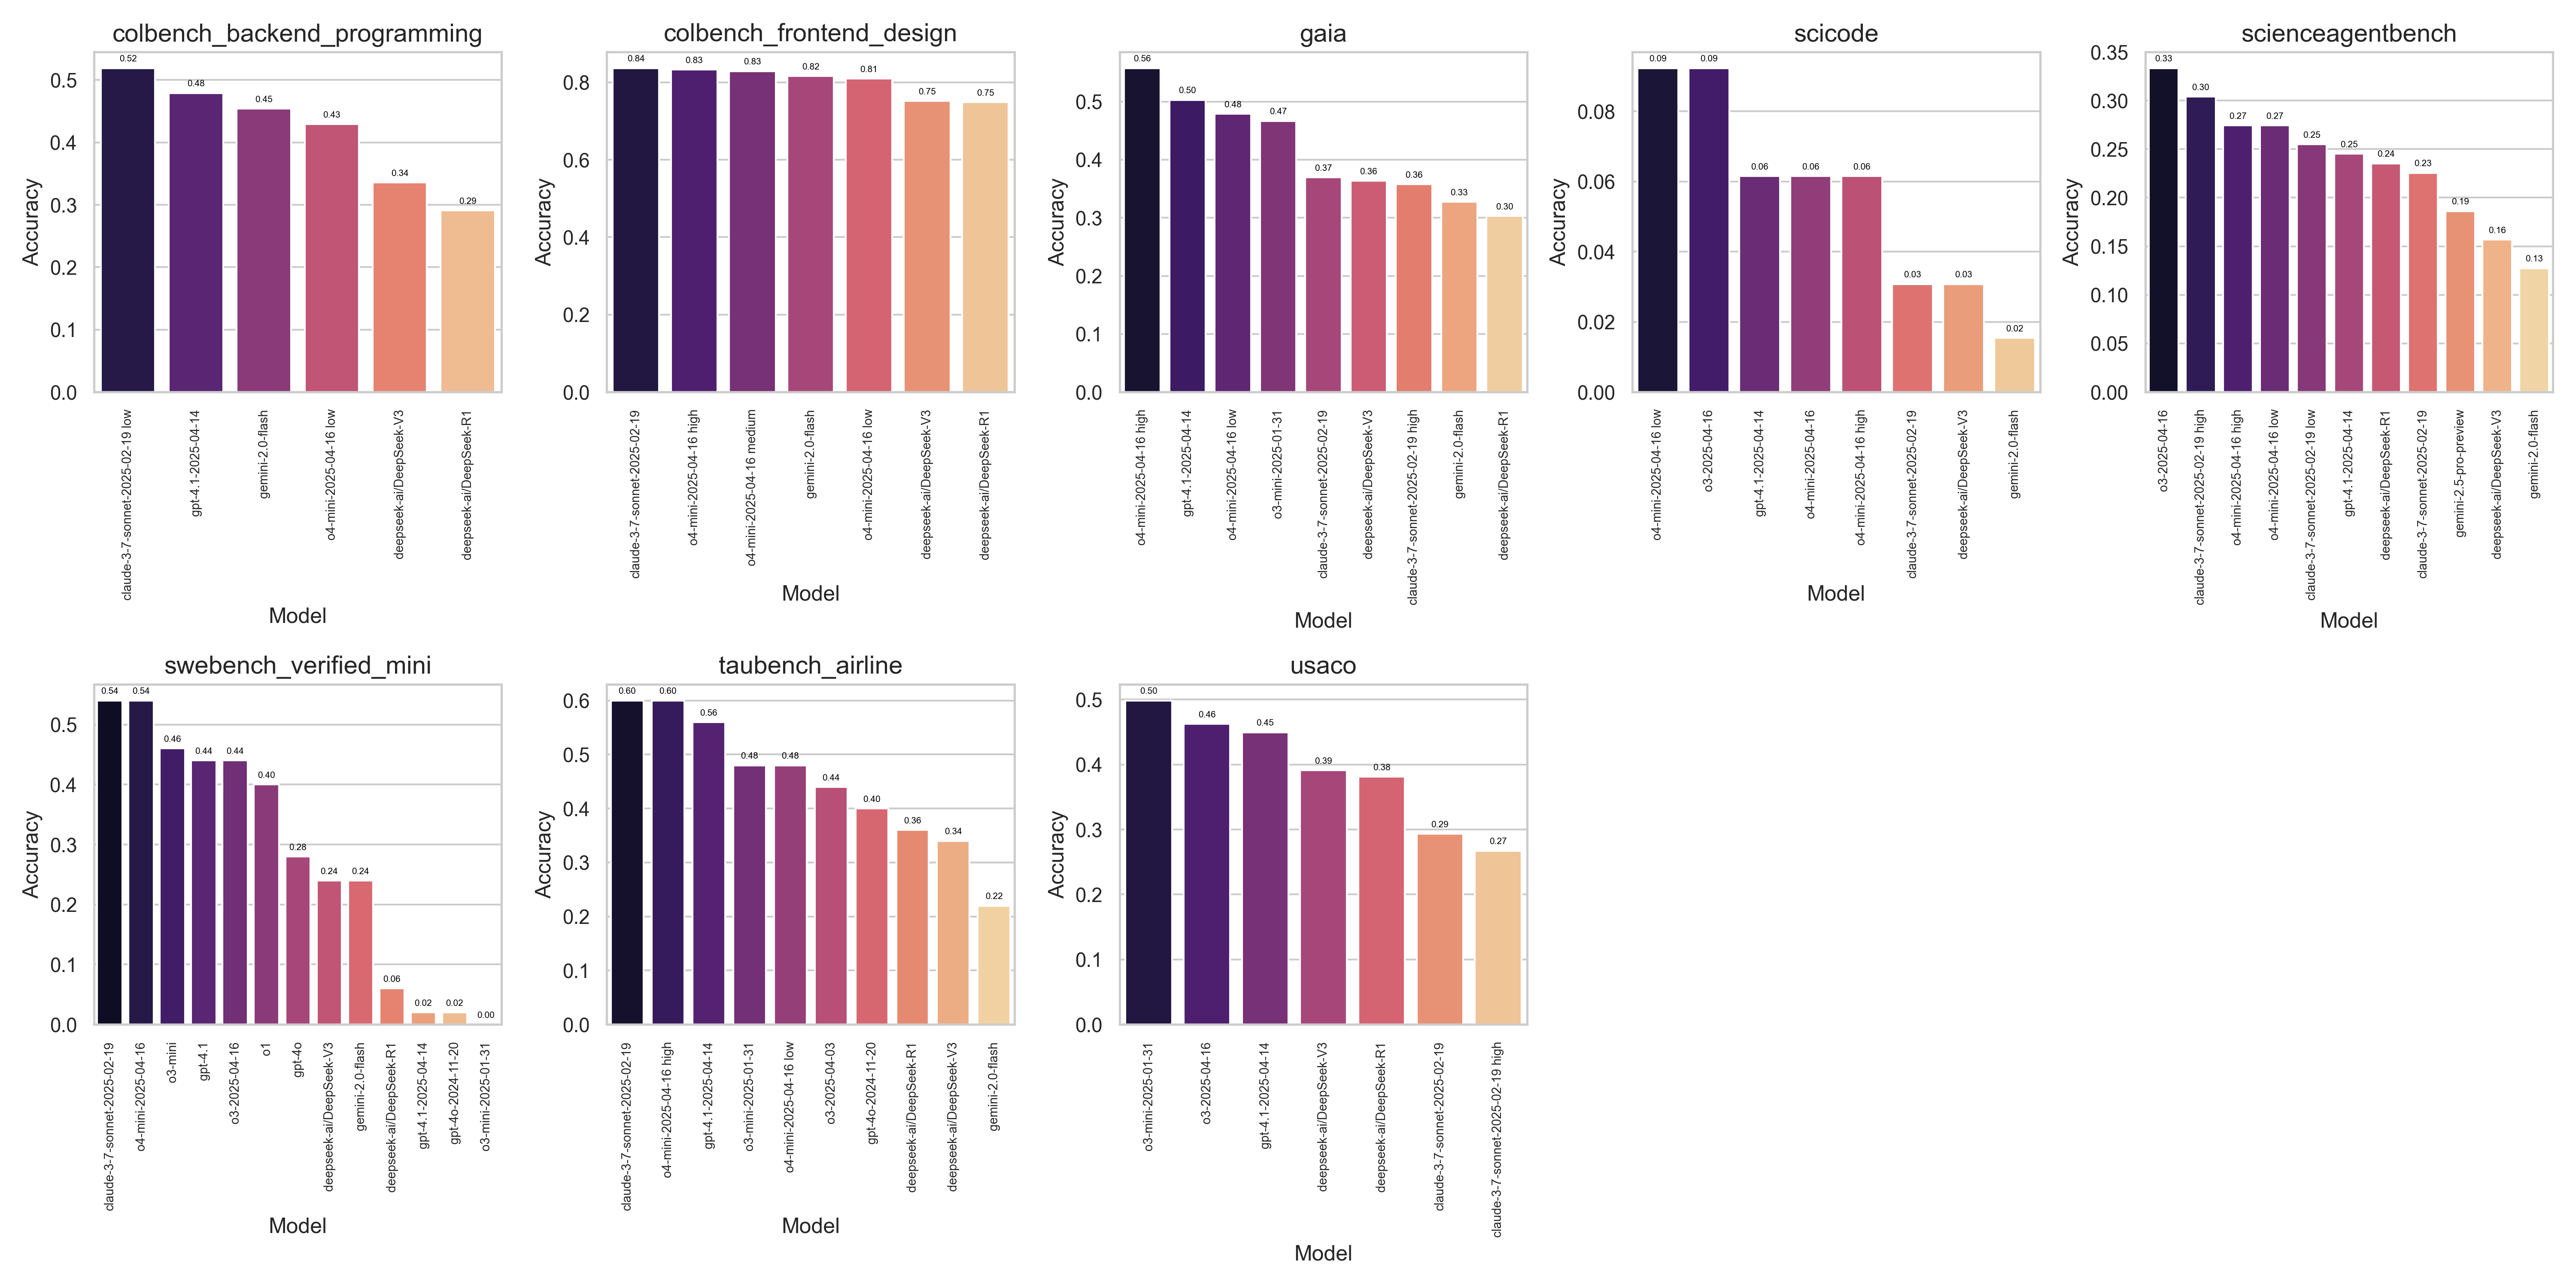 colbench_backend_programming
Accuracy
0.5
0.4
0.3
0.2
0.1
0.0
0.52
0.48
0.45
0.43
0.34
0.29
claude-3-7-sonnet-2025-02-19 low
gpt-4.1-2025-04-14
gemini-2.0-flash
o4-mini-2025-04-16 low
deepseek-ai/DeepSeek-V3
deepseek-ai/DeepSeek-R1
Model
colbench_frontend_design
Accuracy
0.8
0.6
0.4
0.2
0.0
0.84
0.83
0.83
0.82
0.81
0.75
0.75
claude-3-7-sonnet-2025-02-19
o4-mini-2025-04-16 high
o4-mini-2025-04-16 medium
gemini-2.0-flash
o4-mini-2025-04-16 low
deepseek-ai/DeepSeek-V3
deepseek-ai/DeepSeek-R1
Model
gaia
Accuracy
0.5
0.4
0.3
0.2
0.1
0.0
0.56
0.50
0.48
0.47
0.37
0.36
0.36
0.33
0.30
o4-mini-2025-04-16 high
gpt-4.1-2025-04-14
o4-mini-2025-04-16 low
o3-mini-2025-01-31
claude-3-7-sonnet-2025-02-19
deepseek-ai/DeepSeek-V3
claude-3-7-sonnet-2025-02-19 high
gemini-2.0-flash
deepseek-ai/DeepSeek-R1
Model
scicode
Accuracy
0.08
0.06
0.04
0.02
0.00
0.09
0.09
0.06
0.06
0.06
0.03
0.03
0.02
o4-mini-2025-04-16 low
o3-2025-04-16
gpt-4.1-2025-04-14
o4-mini-2025-04-16
o4-mini-2025-04-16 high
claude-3-7-sonnet-2025-02-19
deepseek-ai/DeepSeek-V3
gemini-2.0-flash
Model
scienceagentbench
Accuracy
0.35
0.30
0.25
0.20
0.15
0.10
0.05
0.00
0.33
0.30
0.27
0.27
0.25
0.25
0.24
0.23
0.19
0.16
0.13
o3-2025-04-16
claude-3-7-sonnet-2025-02-19 high
o4-mini-2025-04-16 high
o4-mini-2025-04-16 low
claude-3-7-sonnet-2025-02-19 low
gpt-4.1-2025-04-14
deepseek-ai/DeepSeek-R1
claude-3-7-sonnet-2025-02-19
gemini-2.5-pro-preview
deepseek-ai/DeepSeek-V3
gemini-2.0-flash
Model
swebench_verified_mini
Accuracy
0.5
0.4
0.3
0.2
0.1
0.0
0.54
0.54
0.46
0.44
0.44
0.40
0.28
0.24
0.24
0.06
0.02
0.02
0.00
claude-3-7-sonnet-2025-02-19
o4-mini-2025-04-16
o3-mini
gpt-4.1
o3-2025-04-16
o1
gpt-4o
deepseek-ai/DeepSeek-V3
gemini-2.0-flash
deepseek-ai/DeepSeek-R1
gpt-4.1-2025-04-14
gpt-4o-2024-11-20
o3-mini-2025-01-31
Model
taubench_airline
Accuracy
0.6
0.5
0.4
0.3
0.2
0.1
0.0
0.60
0.60
0.56
0.48
0.48
0.44
0.40
0.36
0.34
0.22
claude-3-7-sonnet-2025-02-19
o4-mini-2025-04-16 high
gpt-4.1-2025-04-14
o3-mini-2025-01-31
o4-mini-2025-04-16 low
o3-2025-04-03
gpt-4o-2024-11-20
deepseek-ai/DeepSeek-R1
deepseek-ai/DeepSeek-V3
gemini-2.0-flash
Model
usaco
Accuracy
0.5
0.4
0.3
0.2
0.1
0.0
0.50
0.46
0.45
0.39
0.38
0.29
0.27
o3-mini-2025-01-31
o3-2025-04-16
gpt-4.1-2025-04-14
deepseek-ai/DeepSeek-V3
deepseek-ai/DeepSeek-R1
claude-3-7-sonnet-2025-02-19
claude-3-7-sonnet-2025-02-19 high
Model